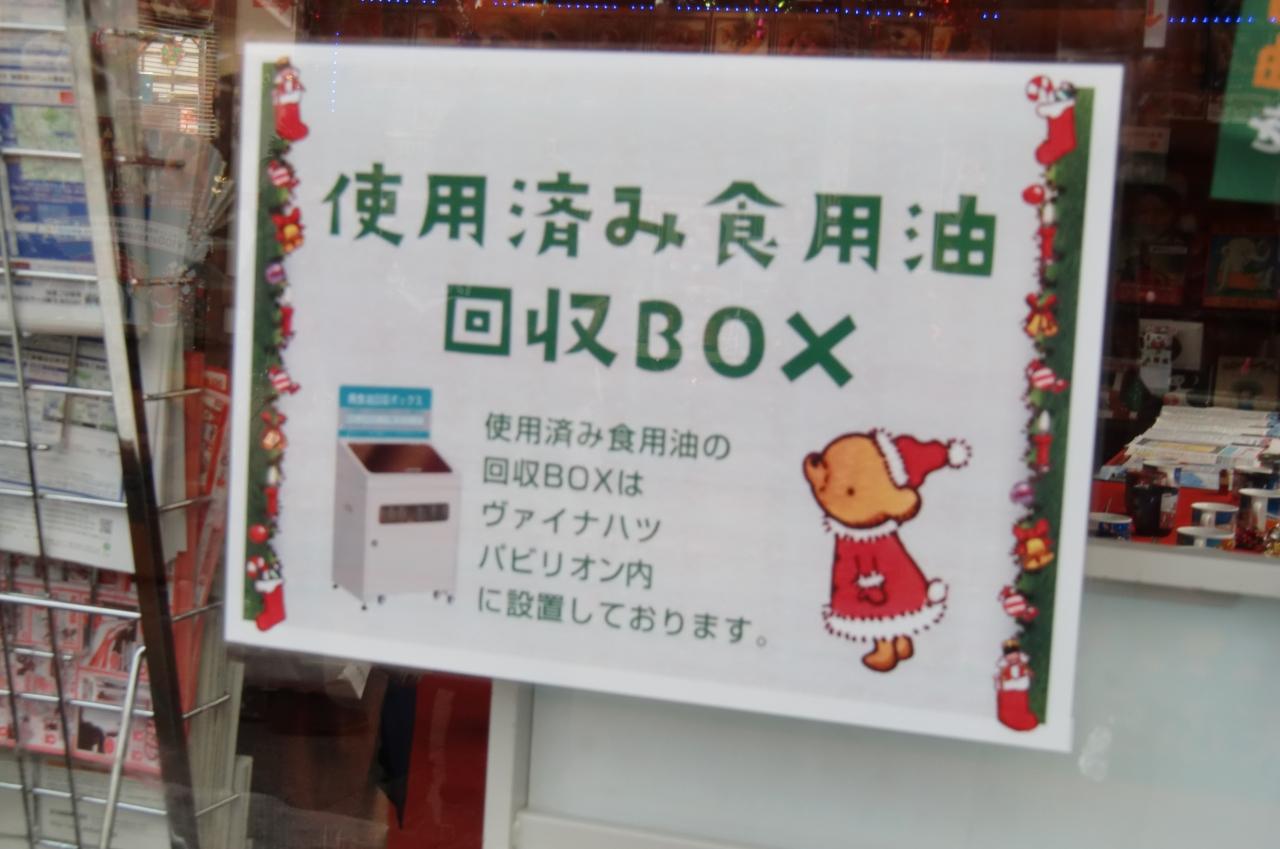 使用済み食用油
回収BOX
使用済み食用油の
回収BOXは
ヴァイナハツ
パビリオン内
に設置しております。